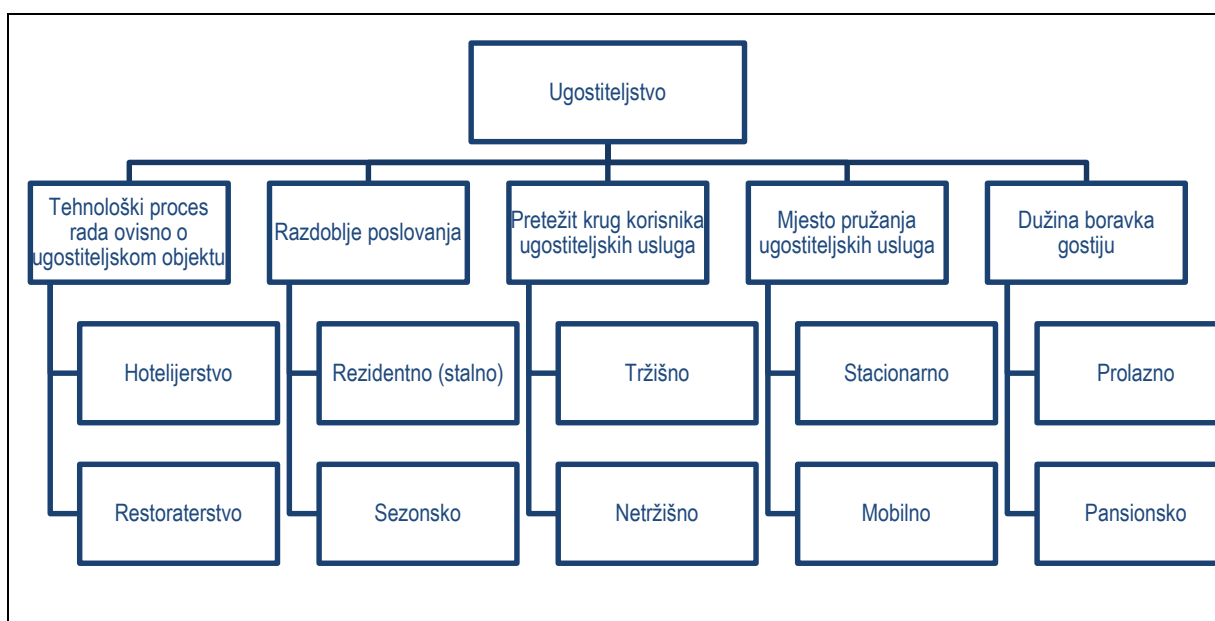 Ugostiteljstvo
Tehnološki proces
rada ovisno o
ugostiteljskom objektu
Razdoblje poslovanja
Pretežit krug korisnika
ugostiteljskih usluga
Mjesto pružanja
ugostiteljskih usluga
Dužina boravka
gostiju
Hotelijerstvo
Rezidentno (stalno)
Tržišno
Stacionarno
Prolazno
Restoraterstvo
Sezonsko
Netržišno
Mobilno
Pansionsko